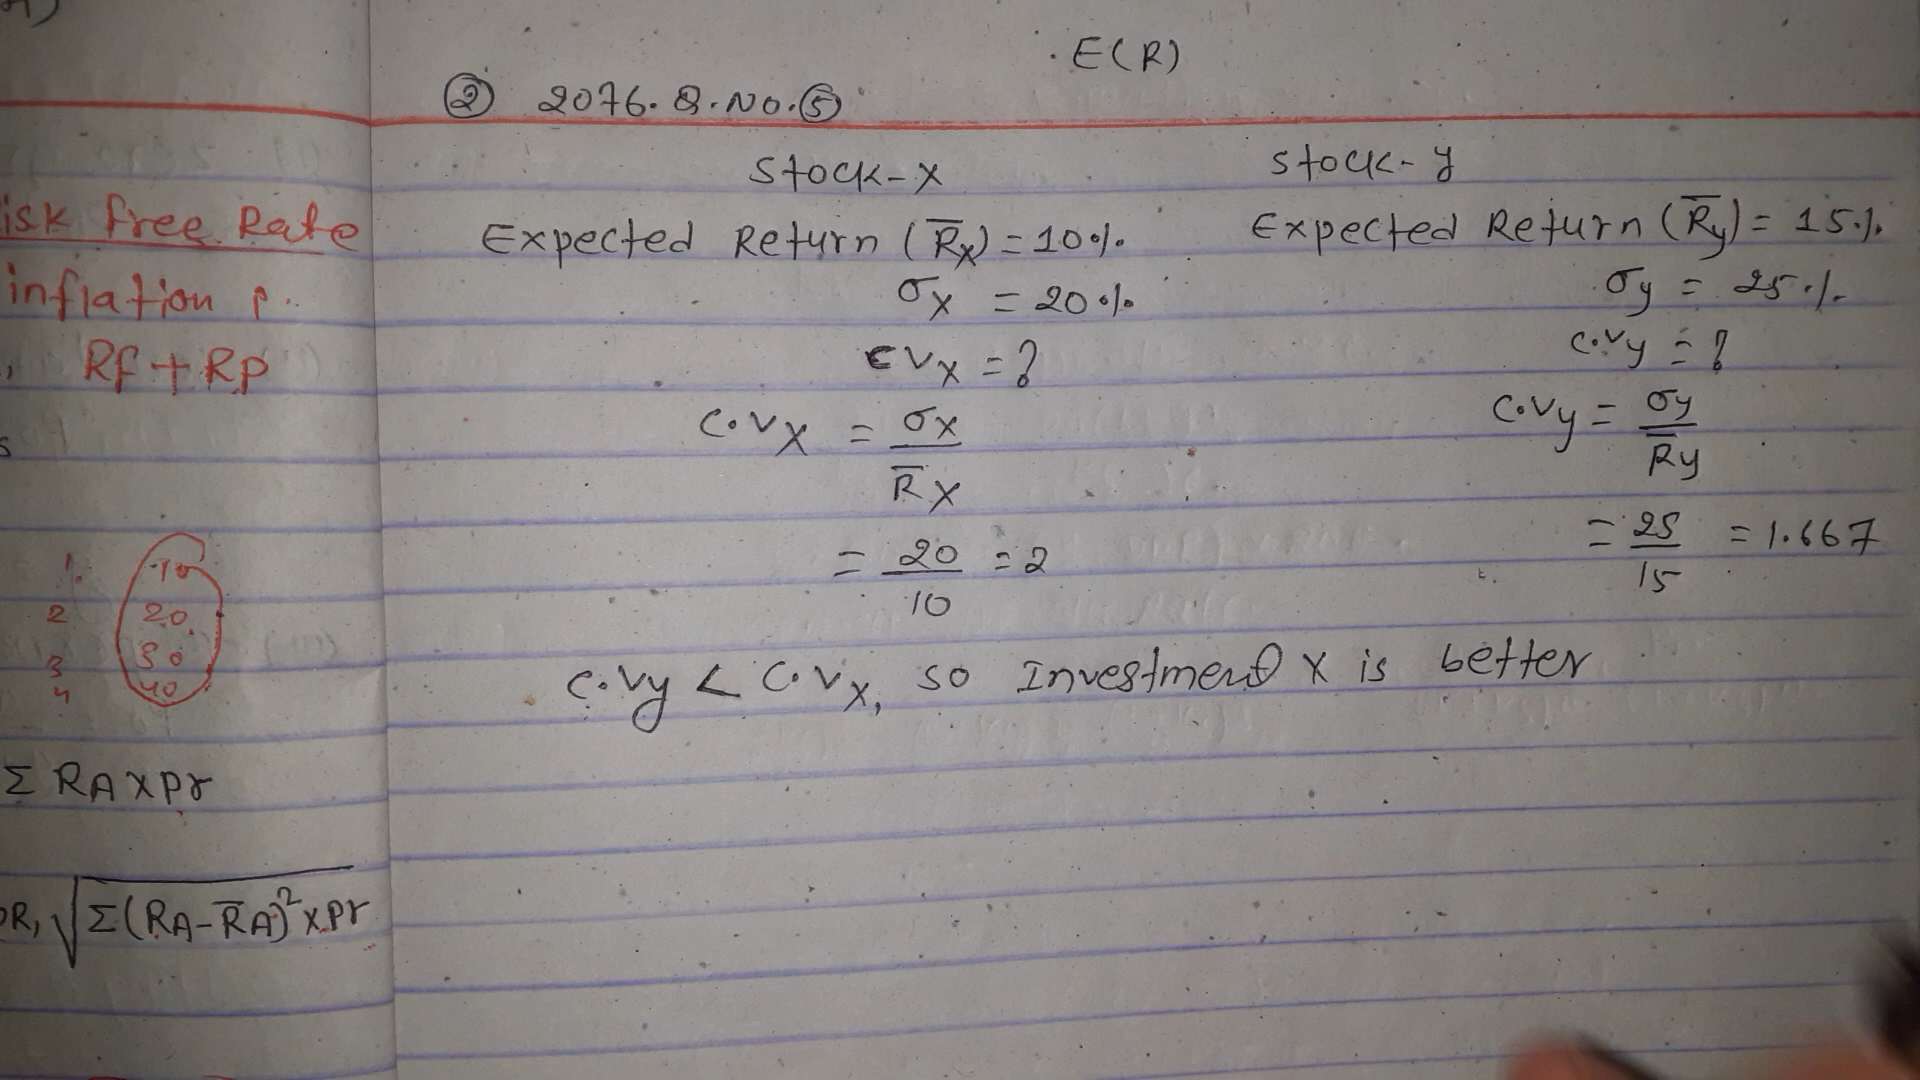 isk free Rate
inflation P..
Rf + Rp
s
1. 10
2 20
3 30
4 40
Σ RA x Pr
OR, √Σ(RA-R̅A)² x Pr
. E(R)
② 2076. Q.NO.⑤
Stock-X
Expected Return (R̅x) = 10%
σx = 20%
CVx = ?
C.Vx = σx
R̅x
= 20 = 2
10
Stock-y
Expected Return (R̅y) = 15%
σy = 25%
C.Vy = ?
C.Vy = σy
R̅y
= 25 = 1.667
15
C.Vy < C.Vx, so Investment X is better